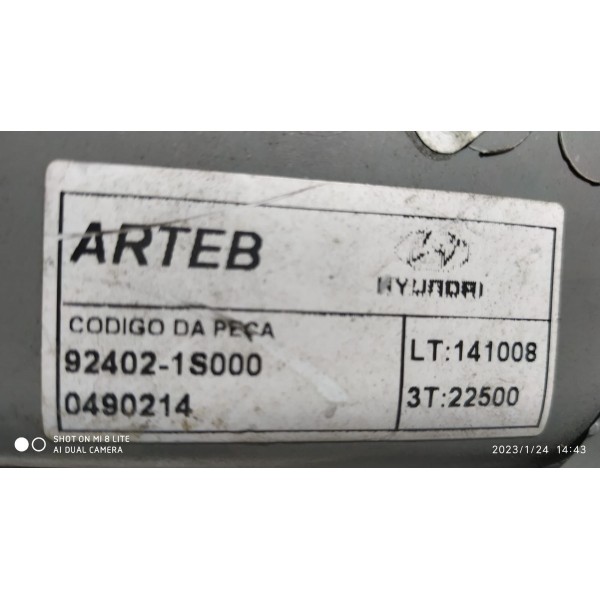 ARTEB
HYUNDAI
CODIGO DA PEÇA
92402-1S000
0490214
LT:141008
3T:22500
SHOT ON MI 8 LITE
AI DUAL CAMERA
2023/1/24 14:43